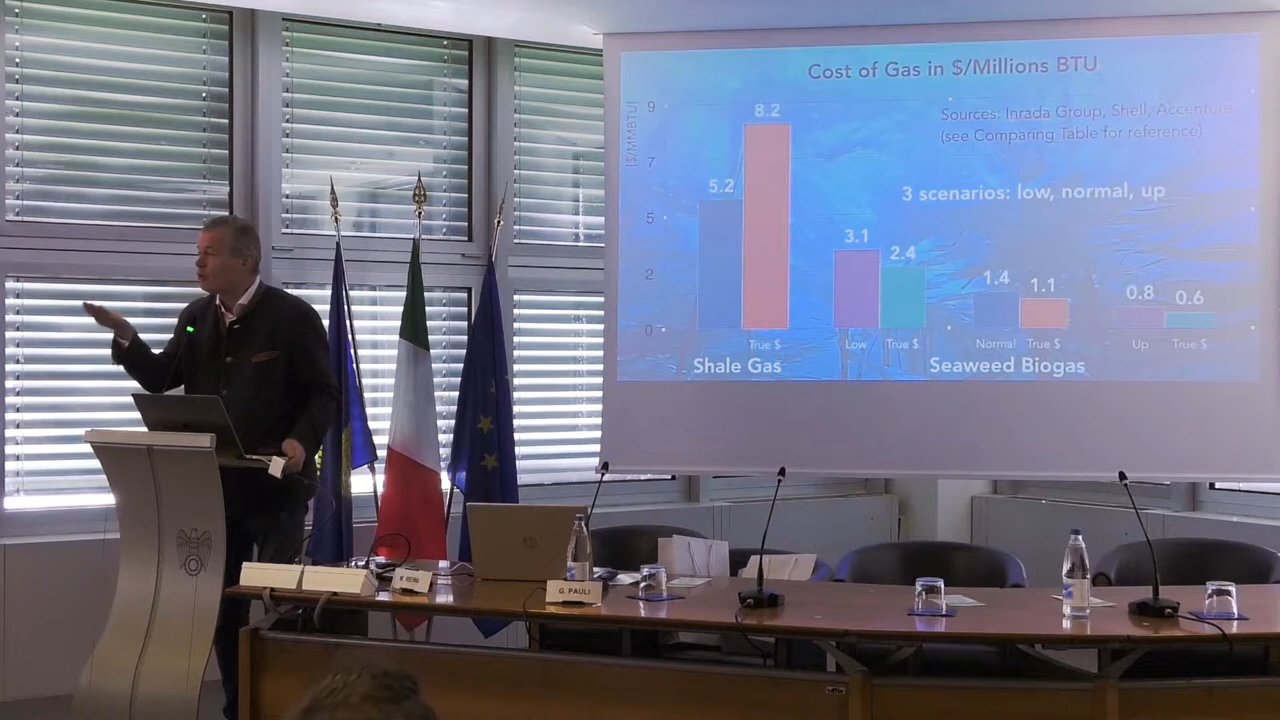 Cost of Gas in $/Millions BTU
[$/MMBTU]
9
7
5
2
0
Sources: Inrada Group, Shell, Accenture
(see Comparing Table for reference)
3 scenarios: low, normal, up
5.2
8.2
3.1
2.4
1.4
1.1
0.8
0.6
True $
Low
True $
Normal
True $
Up
True $
Shale Gas
Seaweed Biogas
M. REINI
G. PAULI